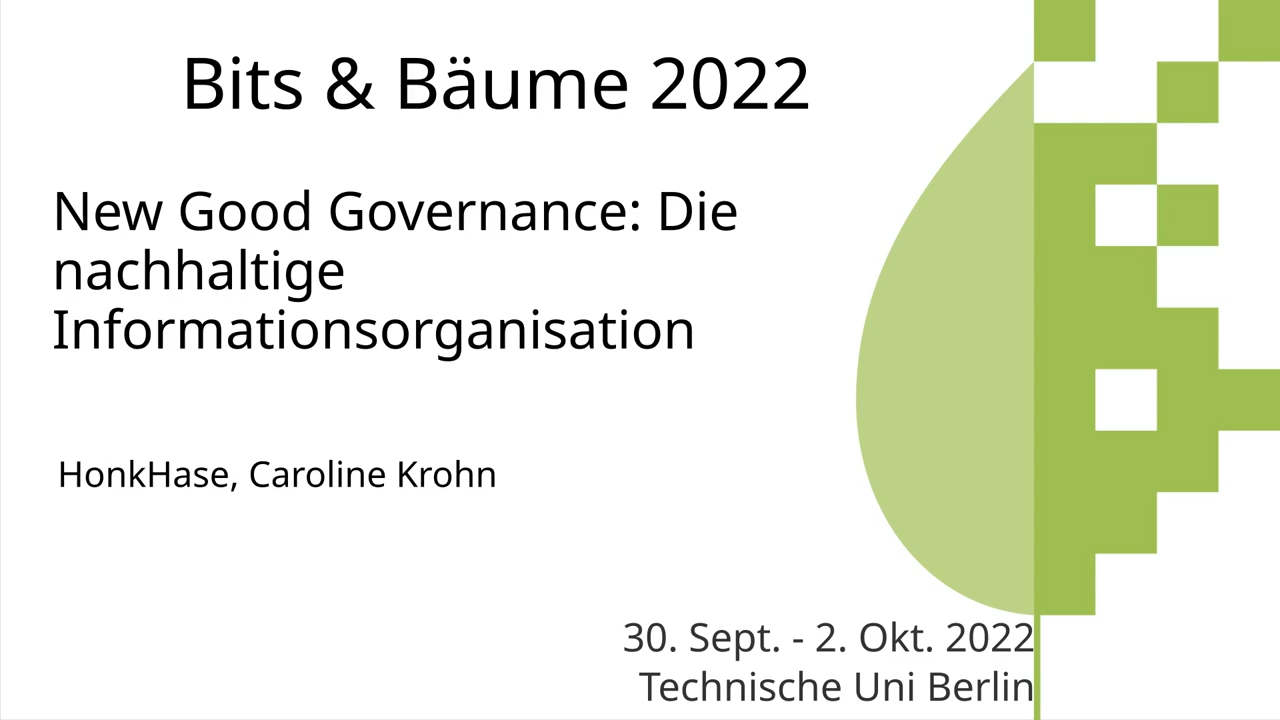 Bits & Bäume 2022
New Good Governance: Die
nachhaltige
Informationsorganisation
HonkHase, Caroline Krohn
30. Sept. - 2. Okt. 2022
Technische Uni Berlin